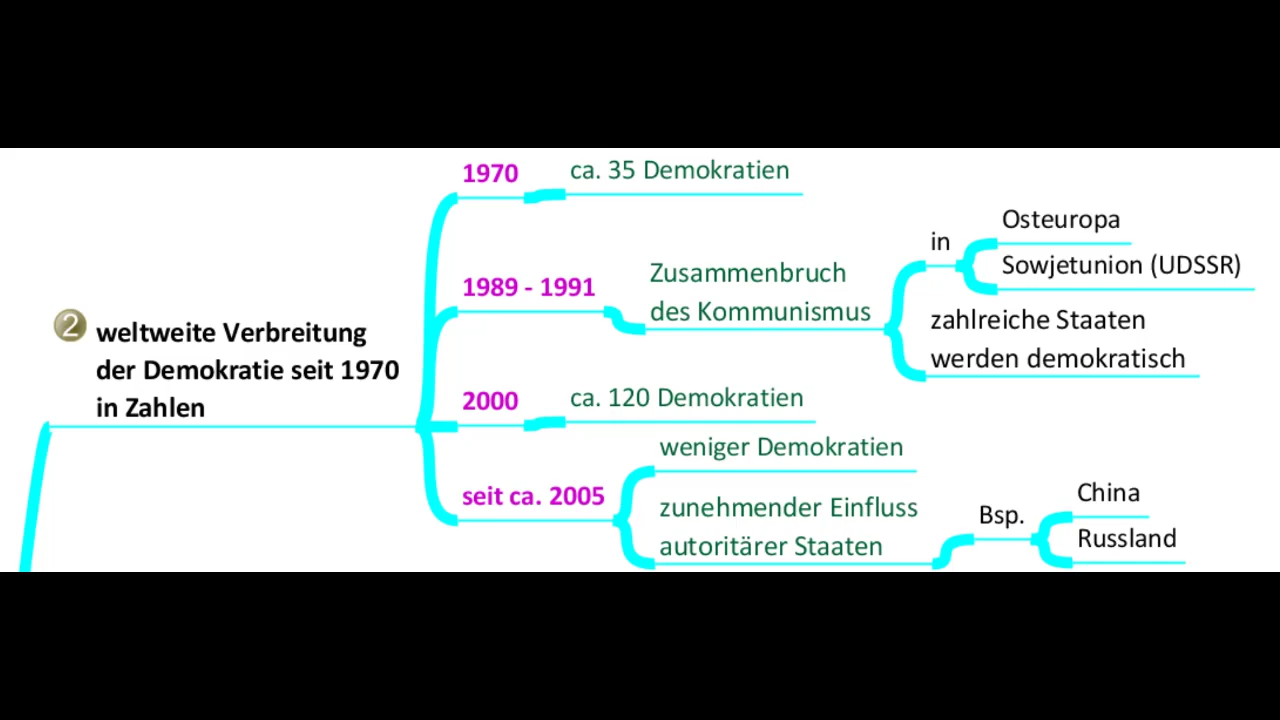 2
weltweite Verbreitung
der Demokratie seit 1970
in Zahlen
1970
ca. 35 Demokratien
1989 - 1991
Zusammenbruch
des Kommunismus
in
Osteuropa
Sowjetunion (UDSSR)
zahlreiche Staaten
werden demokratisch
2000
ca. 120 Demokratien
seit ca. 2005
weniger Demokratien
zunehmender Einfluss
autoritärer Staaten
Bsp.
China
Russland